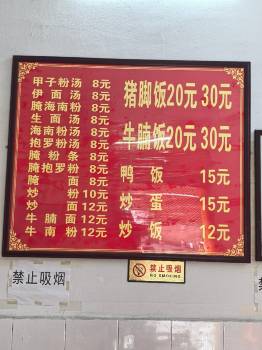 甲子粉汤 8元
伊面汤 8元
腌海南粉 8元
生面汤 8元
海南粉汤 8元
抱罗粉汤 8元
腌粉条 8元
腌抱罗粉 8元
腌面 8元
炒粉 10元
炒面 12元
牛腩面 12元
牛南粉 12元
猪脚饭20元 30元
牛腩饭20元 30元
鸭饭 15元
炒蛋 15元
炒饭 12元
禁止吸烟
禁止吸烟
NO SMOKING
禁止